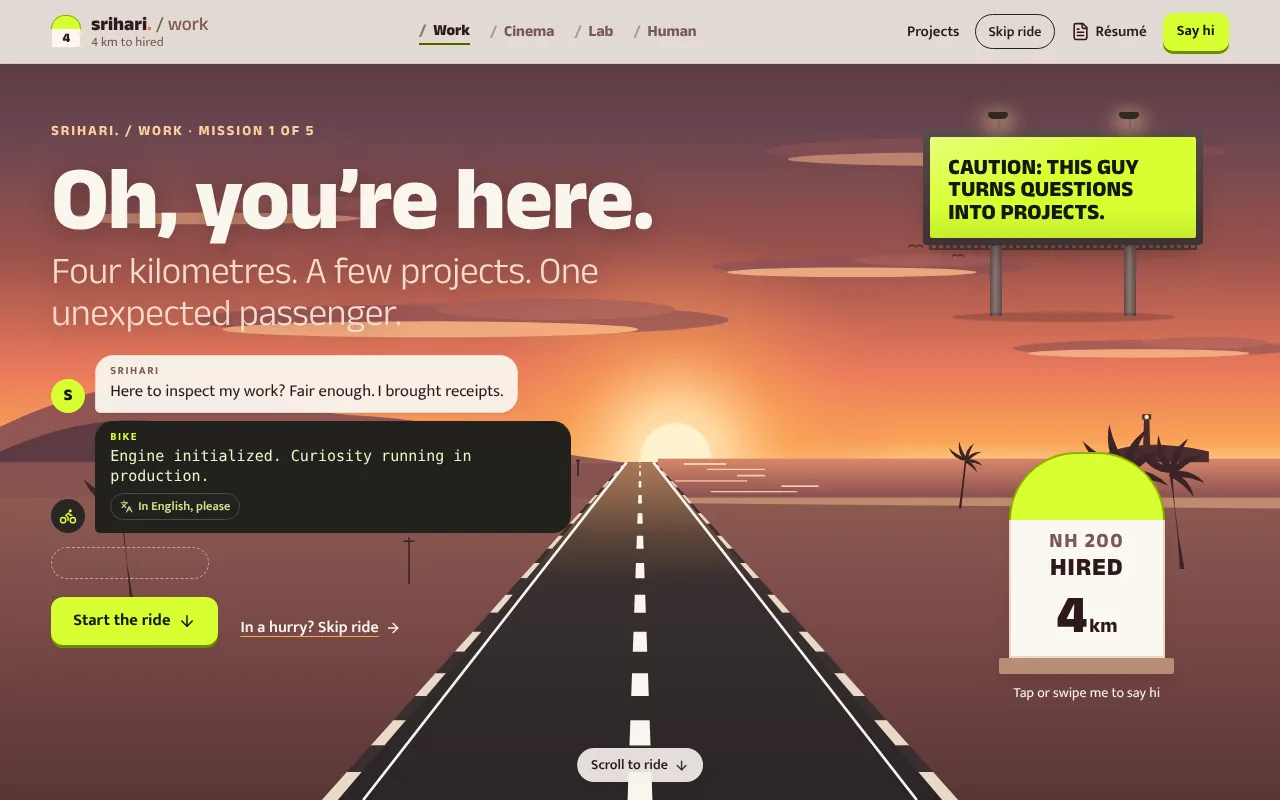 srihari. / work
4
4 km to hired
/ Work
/ Cinema
/ Lab
/ Human
Projects
Skip ride
Résumé
Say hi
SRIHARI. / WORK · MISSION 1 OF 5
Oh, you’re here.
Four kilometres. A few projects. One
unexpected passenger.
CAUTION: THIS GUY
TURNS QUESTIONS
INTO PROJECTS.
S
SRIHARI
Here to inspect my work? Fair enough. I brought receipts.
BIKE
Engine initialized. Curiosity running in
production.
In English, please
Start the ride
In a hurry? Skip ride
NH 200
HIRED
4 km
Tap or swipe me to say hi
Scroll to ride